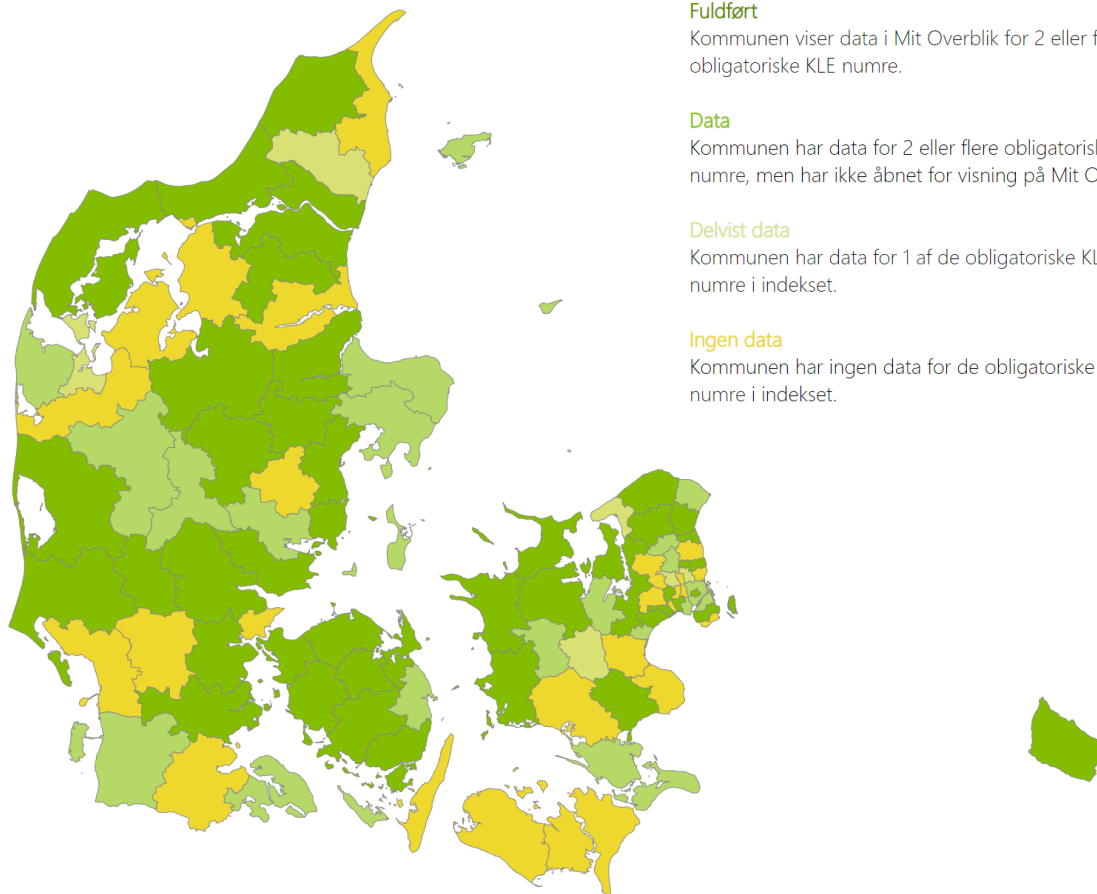 Fuldført
Kommunen viser data i Mit Overblik for 2 eller f
obligatoriske KLE numre.
Data
Kommunen har data for 2 eller flere obligatoris
numre, men har ikke åbnet for visning på Mit O
Delvist data
Kommunen har data for 1 af de obligatoriske KL
numre i indekset.
Ingen data
Kommunen har ingen data for de obligatoriske
numre i indekset.